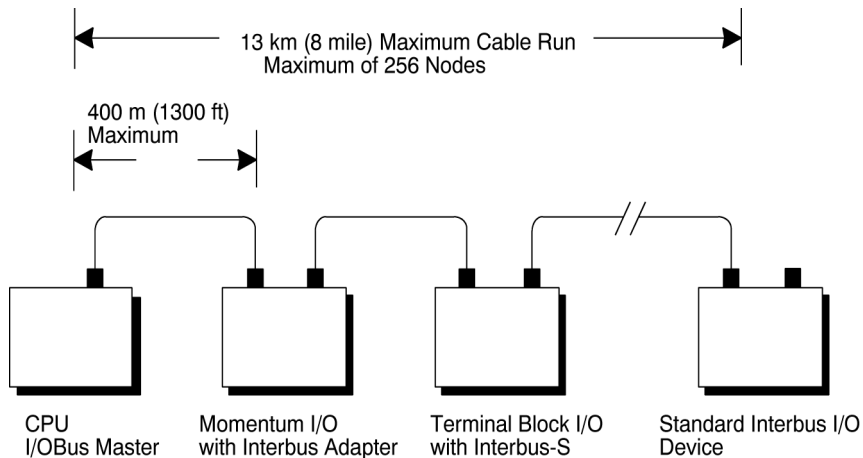 13 km (8 mile) Maximum Cable Run
Maximum of 256 Nodes
400 m (1300 ft)
Maximum
CPU
I/OBus Master
Momentum I/O
with Interbus Adapter
Terminal Block I/O
with Interbus-S
Standard Interbus I/O
Device